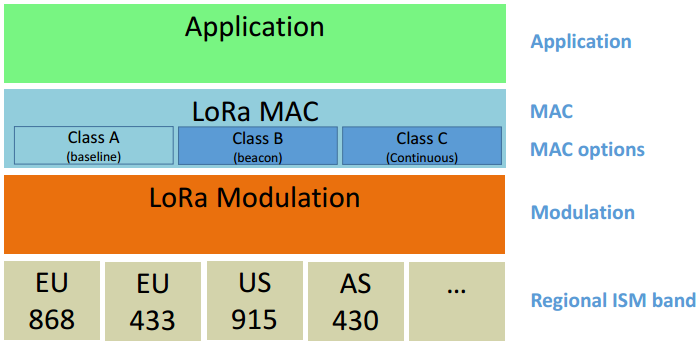 Application
Application
LoRa MAC
MAC
Class A
(baseline)
Class B
(beacon)
Class C
(Continuous)
MAC options
LoRa Modulation
Modulation
EU
868
EU
433
US
915
AS
430
...
Regional ISM band